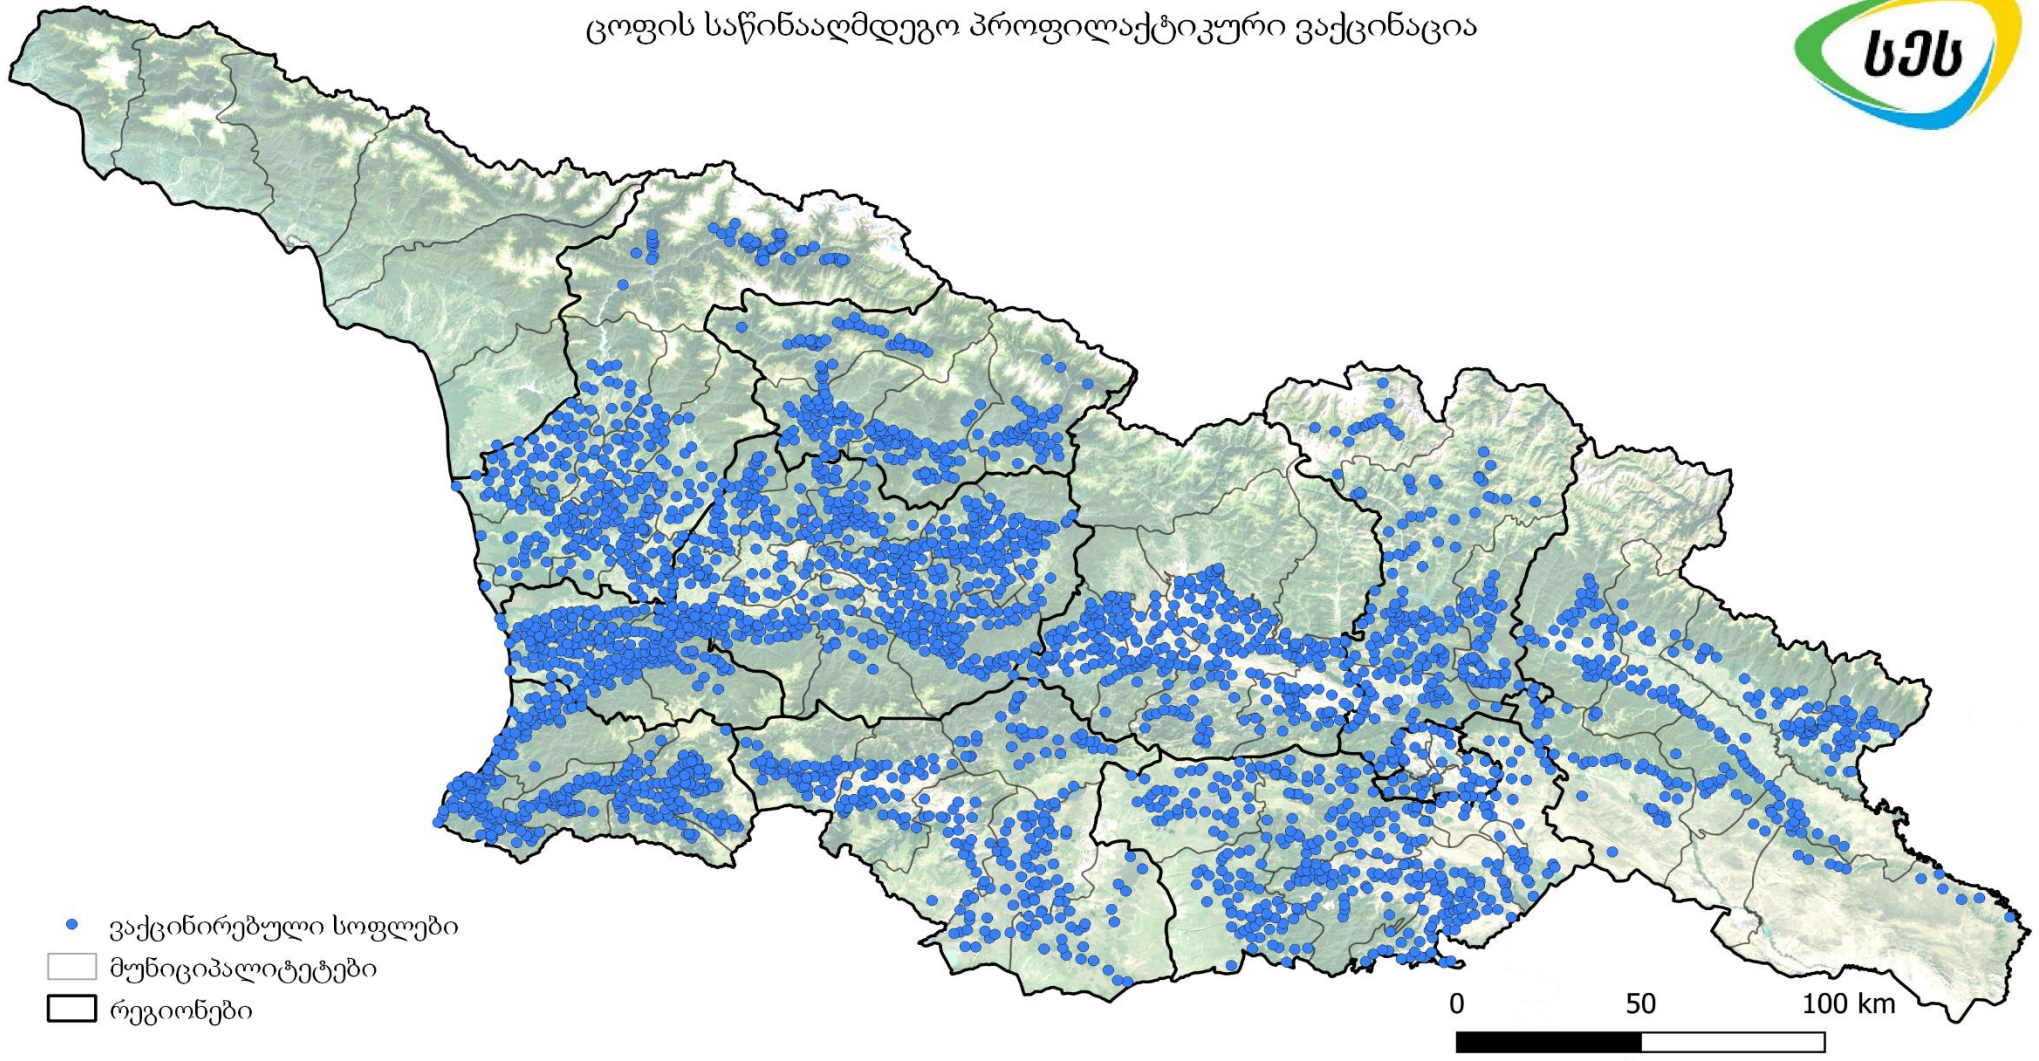 ცოფის საწინააღმდეგო პროფილაქტიკური ვაქცინაცია
სეს
ვაქცინირებული სოფლები
მუნიციპალიტეტები
რეგიონები
0 50 100 km